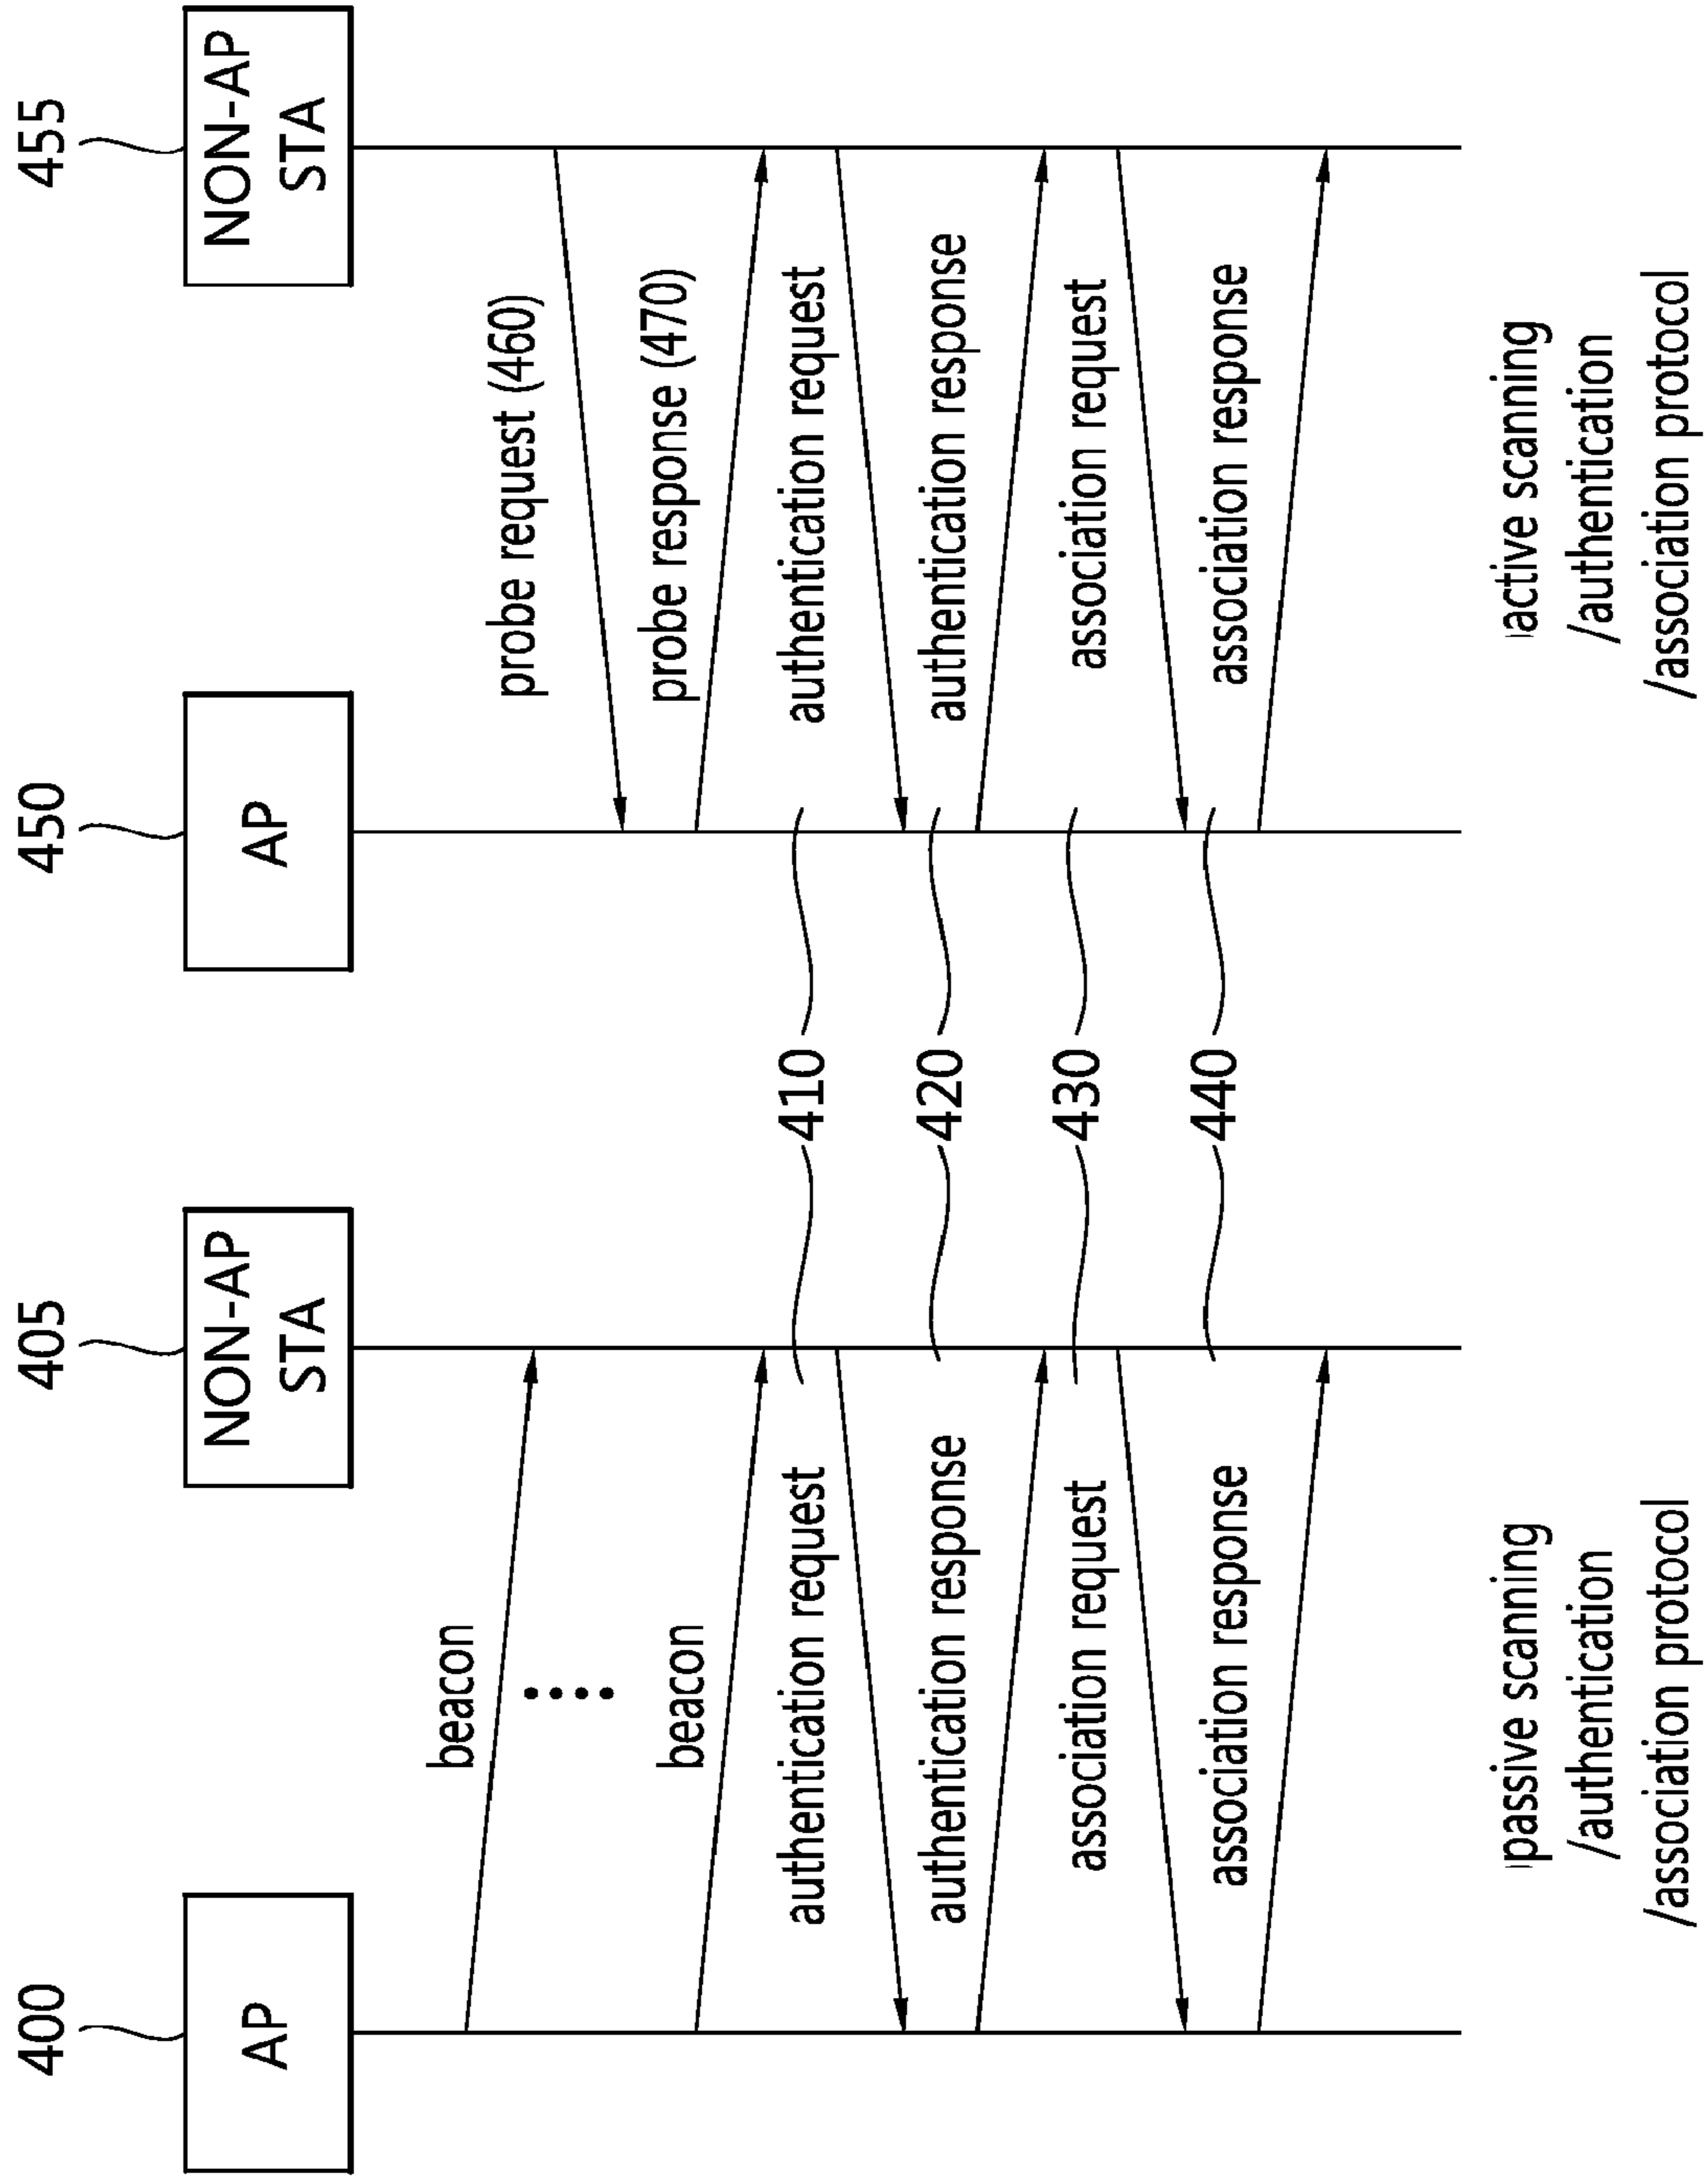 400
405
450
455
AP
NON-AP
STA
AP
NON-AP
STA
beacon
beacon
authentication request
authentication response
association request
association response
410
420
430
440
probe request (460)
probe response (470)
authentication request
authentication response
association request
association response
passive scanning
/authentication
/association protocol
active scanning
/authentication
/association protocol